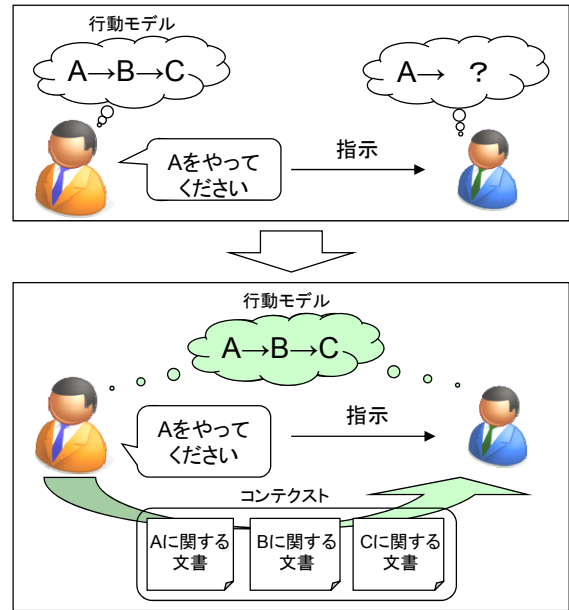 行動モデル
A→B→C
A→ ?
Aをやって
ください
指示
行動モデル
A→B→C
Aをやって
ください
指示
コンテクスト
Aに関する
文書
Bに関する
文書
Cに関する
文書